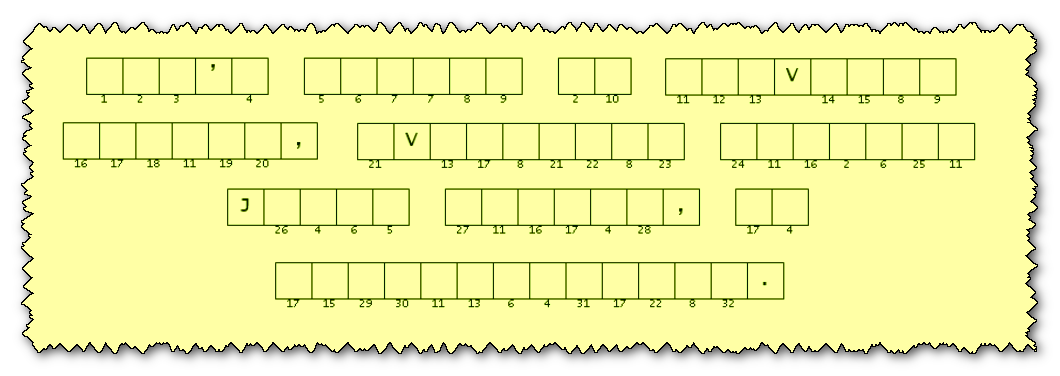 ’
1 2 3 4 5 6 7 7 8 9 2 10 11 12 13 V 14 15 8 9
, V
16 17 18 11 19 20 21 13 17 8 21 22 8 23 24 11 16 2 6 25 11
J ,
26 4 6 5 27 11 16 17 4 28 17 4
.
17 15 29 30 11 13 6 4 31 17 22 8 32